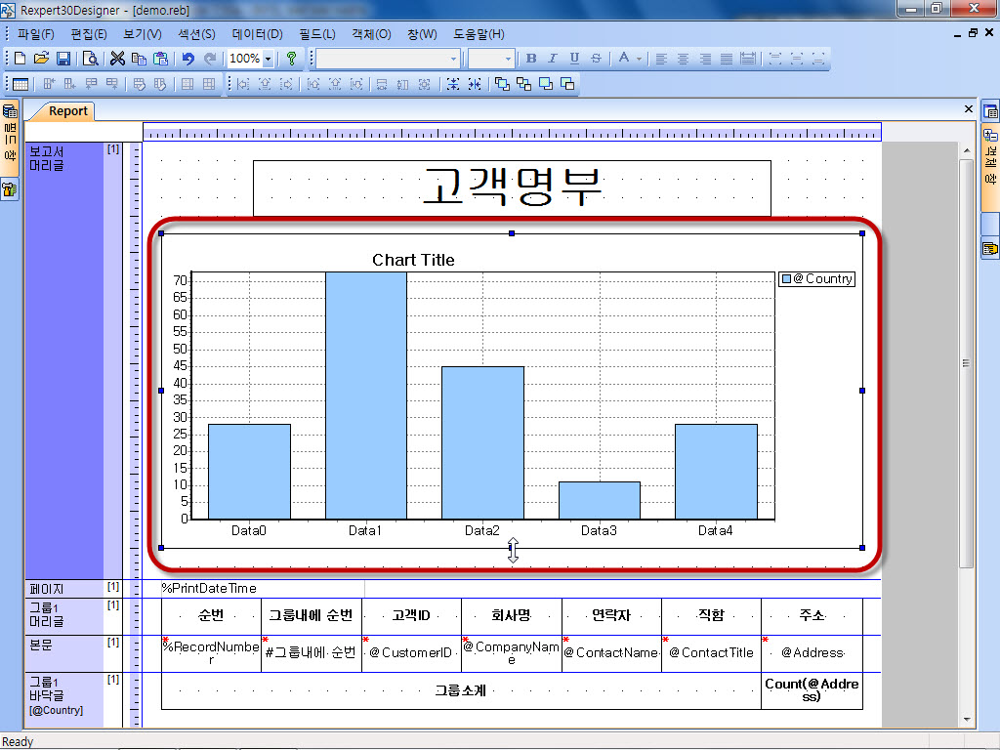 Rexpert30Designer - [demo.reb]
파일(F) 편집(E) 보기(V) 섹션(S) 데이터(D) 필드(L) 객체(O) 창(W) 도움말(H)
100% B I U S A
Report
필드 창
객체 창
보고서
머리글
[1]
고객명부
Chart Title
@Country
70
65
60
55
50
45
40
35
30
25
20
15
10
5
0
Data0 Data1 Data2 Data3 Data4
페이지 [1] %PrintDateTime
그룹1
머리글
[1]
순번 그룹내에 순번 고객ID 회사명 연락자 직함 주소
본문 [1]
%RecordNumbe
r
#그룹내에 순번
@CustomerID
@CompanyNam
e
@ContactName
@ContactTitle
@Address
그룹1
바닥글
[@Country]
[1]
그룹소계
Count(@Addre
ss)
Ready